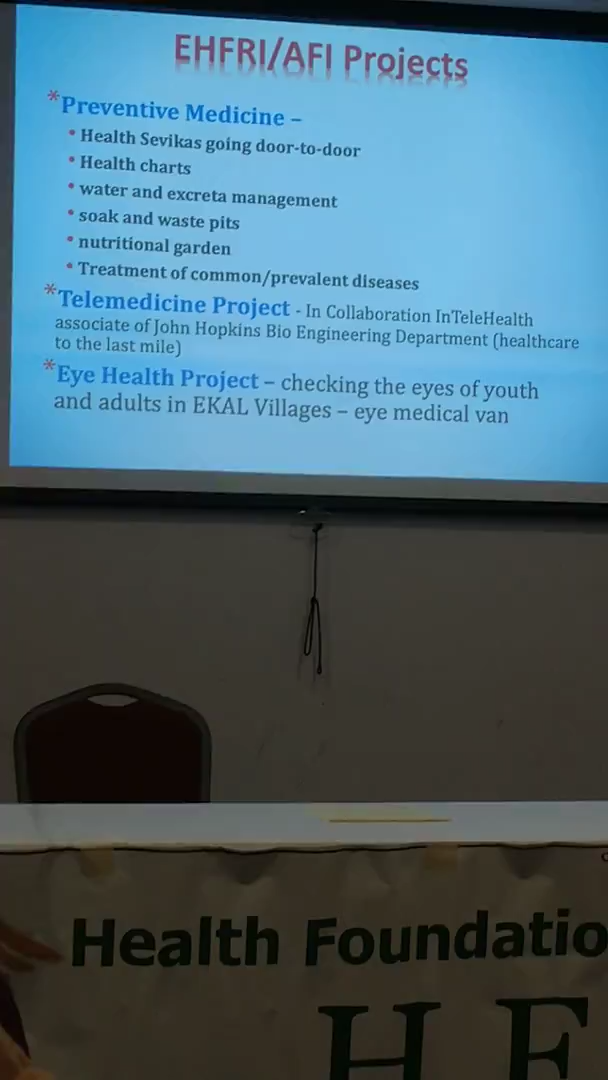 EHFRI/AFI Projects
*Preventive Medicine –
• Health Sevikas going door-to-door
• Health charts
• water and excreta management
• soak and waste pits
• nutritional garden
• Treatment of common/prevalent diseases
*Telemedicine Project - In Collaboration InTeleHealth
associate of John Hopkins Bio Engineering Department (healthcare
to the last mile)
*Eye Health Project – checking the eyes of youth
and adults in EKAL Villages – eye medical van
Health Foundatio
H F